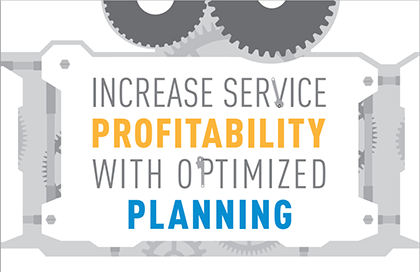 INCREASE SERVICE
PROFITABILITY
WITH OPTIMIZED
PLANNING